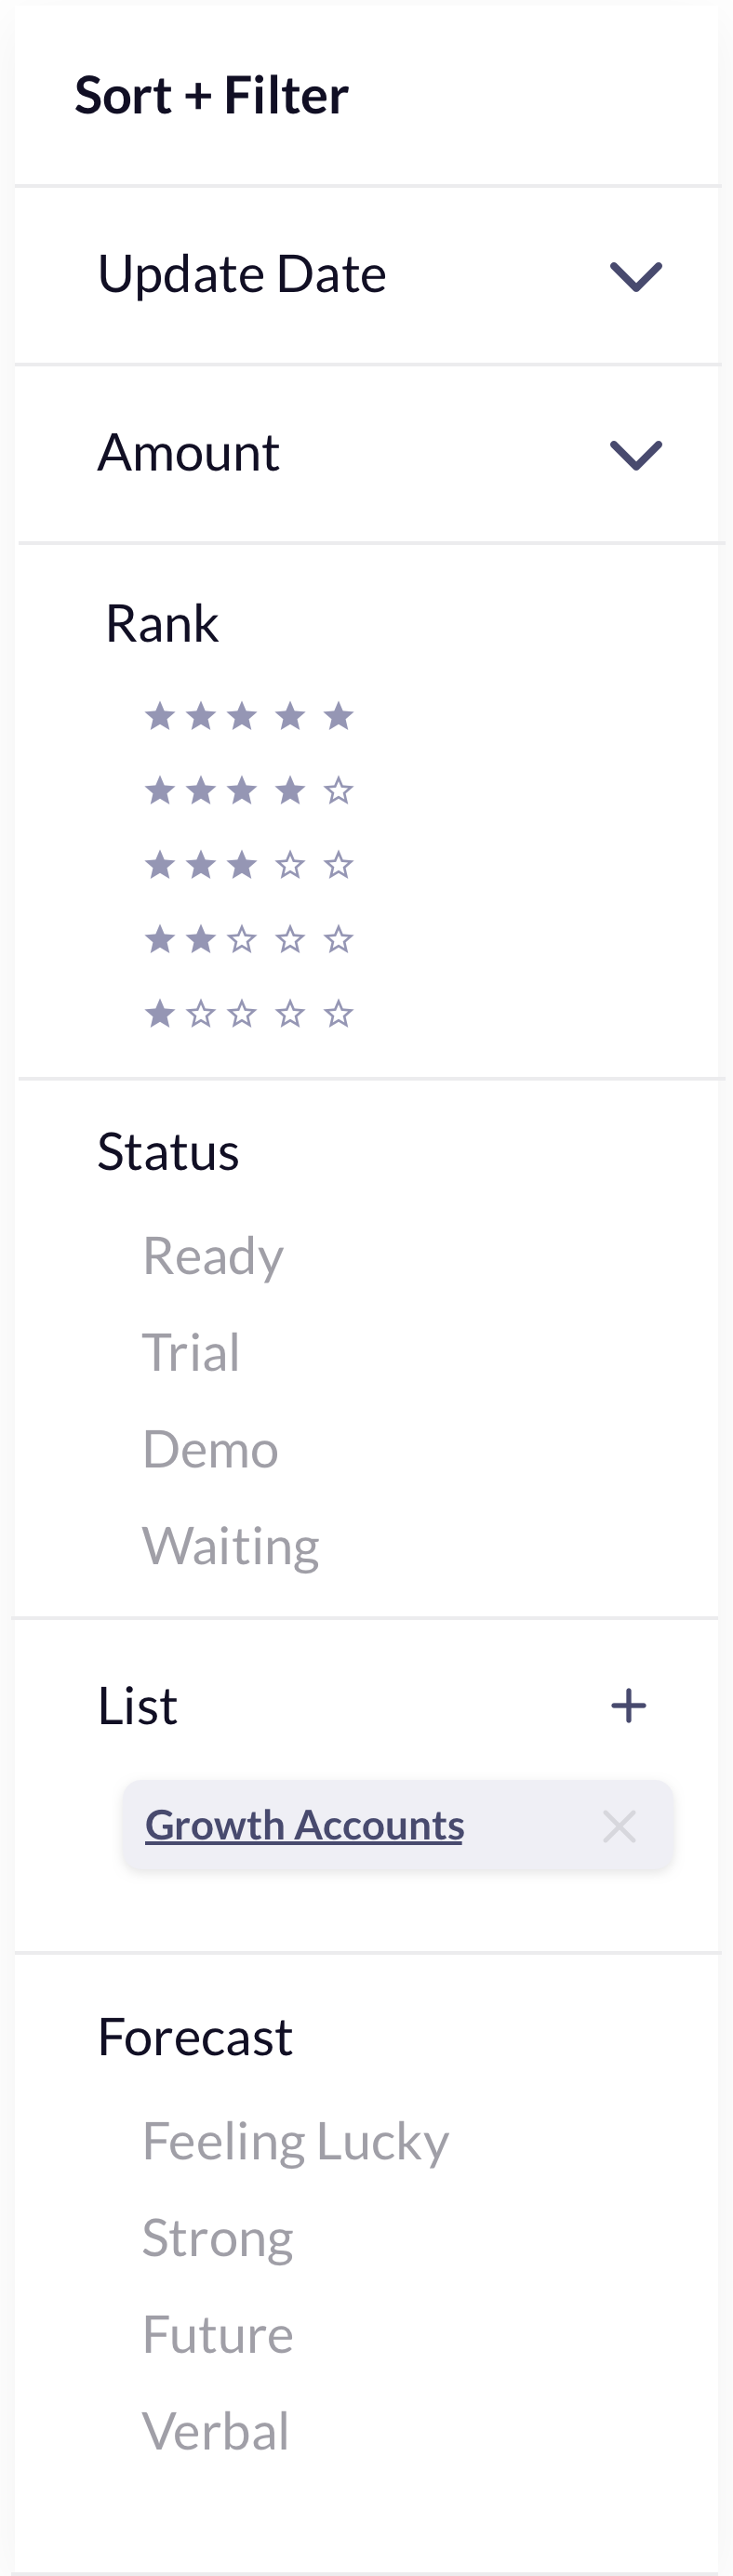 Sort + Filter
Update Date
Amount
Rank
Status
Ready
Trial
Demo
Waiting
List
Growth Accounts
Forecast
Feeling Lucky
Strong
Future
Verbal